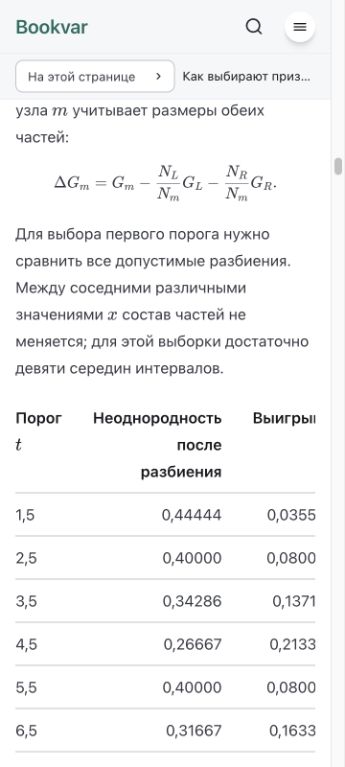 Bookvar
На этой странице
Как выбирают приз...
узла m учитывает размеры обеих
частей:
ΔG_m = G_m − N_L/N_m G_L − N_R/N_m G_R.
Для выбора первого порога нужно
сравнить все допустимые разбиения.
Между соседними различными
значениями x состав частей не
меняется; для этой выборки достаточно
девяти середин интервалов.
Порог Неоднородность Выигры
t после
разбиения
1,5 0,44444 0,0355
2,5 0,40000 0,0800
3,5 0,34286 0,1371
4,5 0,26667 0,2133
5,5 0,40000 0,0800
6,5 0,31667 0,1633